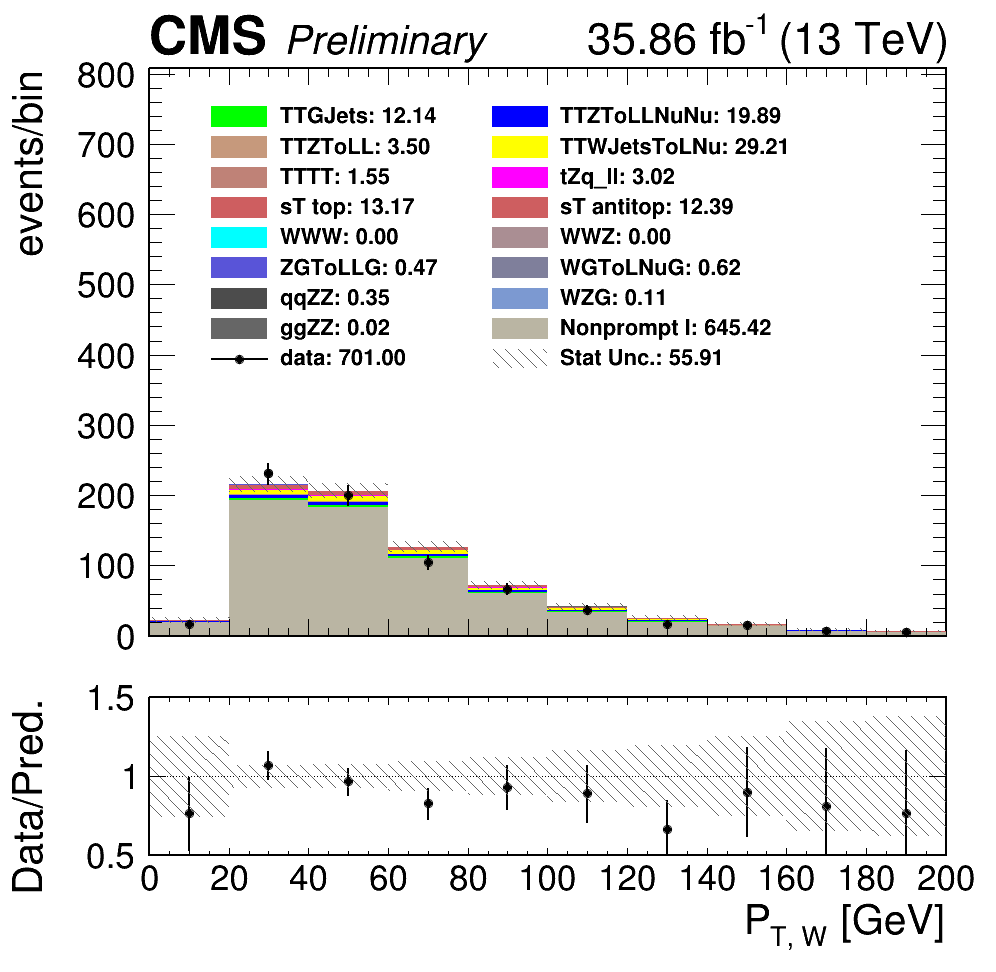 CMS Preliminary 35.86 fb-1 (13 TeV)
events/bin
800
700
600
500
400
300
200
100
0
TTGJets: 12.14
TTZToLLNuNu: 19.89
TTZToLL: 3.50
TTWJetsToLNu: 29.21
TTTT: 1.55
tZq_ll: 3.02
sT top: 13.17
sT antitop: 12.39
WWW: 0.00
WWZ: 0.00
ZGToLLG: 0.47
WGToLNuG: 0.62
qqZZ: 0.35
WZG: 0.11
ggZZ: 0.02
Nonprompt l: 645.42
data: 701.00
Stat Unc.: 55.91
Data/Pred.
1.5
1
0.5
0 20 40 60 80 100 120 140 160 180 200
PT, W [GeV]